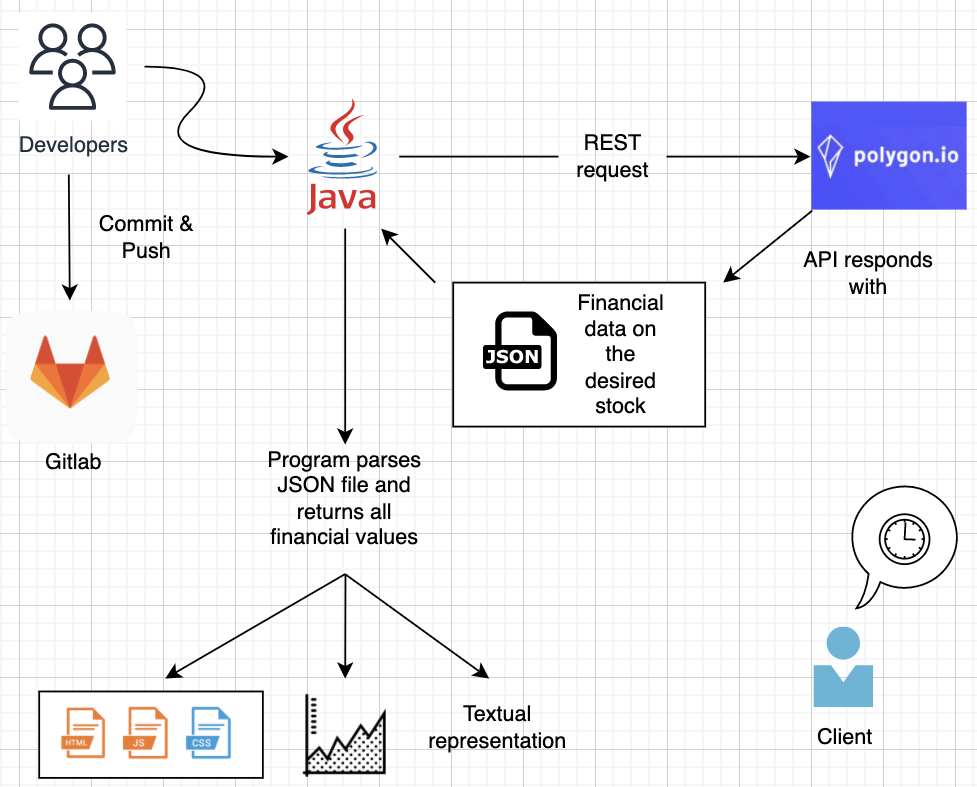 Developers
Commit &
Push
Gitlab
Java
REST
request
polygon.io
API responds
with
JSON
Financial
data on
the
desired
stock
Program parses
JSON file and
returns all
financial values
HTML
JS
CSS
Textual
representation
Client